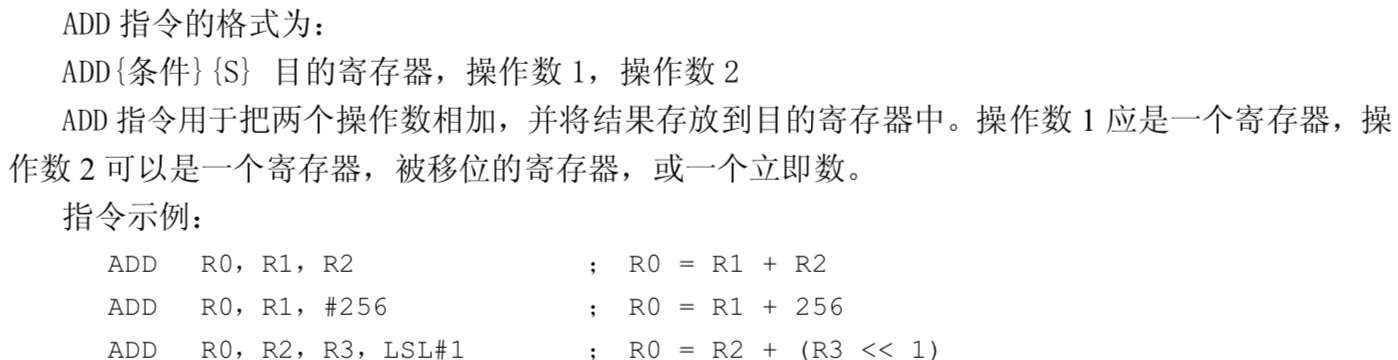 ADD 指令的格式为：
ADD{条件}{S} 目的寄存器，操作数 1，操作数 2
ADD 指令用于把两个操作数相加，并将结果存放到目的寄存器中。操作数 1 应是一个寄存器，操
作数 2 可以是一个寄存器，被移位的寄存器，或一个立即数。
指令示例：
ADD R0，R1，R2 ; R0 = R1 + R2
ADD R0，R1，#256 ; R0 = R1 + 256
ADD R0，R2，R3，LSL#1 ; R0 = R2 + (R3 << 1)